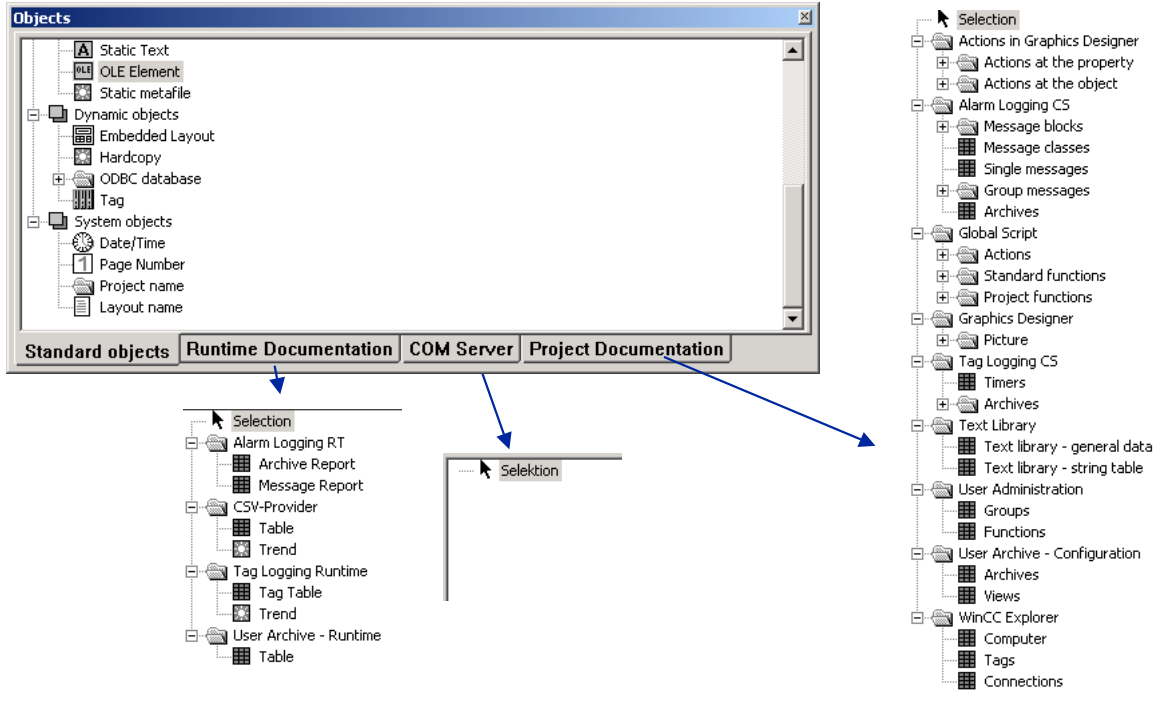 Objects
Static Text
OLE Element
Static metafile
Dynamic objects
Embedded Layout
Hardcopy
ODBC database
Tag
System objects
Date/Time
Page Number
Project name
Layout name
Standard objects Runtime Documentation COM Server Project Documentation
Selection
Alarm Logging RT
Archive Report
Message Report
CSV-Provider
Table
Trend
Tag Logging Runtime
Tag Table
Trend
User Archive - Runtime
Table
Selektion
Selection
Actions in Graphics Designer
Actions at the property
Actions at the object
Alarm Logging CS
Message blocks
Message classes
Single messages
Group messages
Archives
Global Script
Actions
Standard functions
Project functions
Graphics Designer
Picture
Tag Logging CS
Timers
Archives
Text Library
Text library - general data
Text library - string table
User Administration
Groups
Functions
User Archive - Configuration
Archives
Views
WinCC Explorer
Computer
Tags
Connections